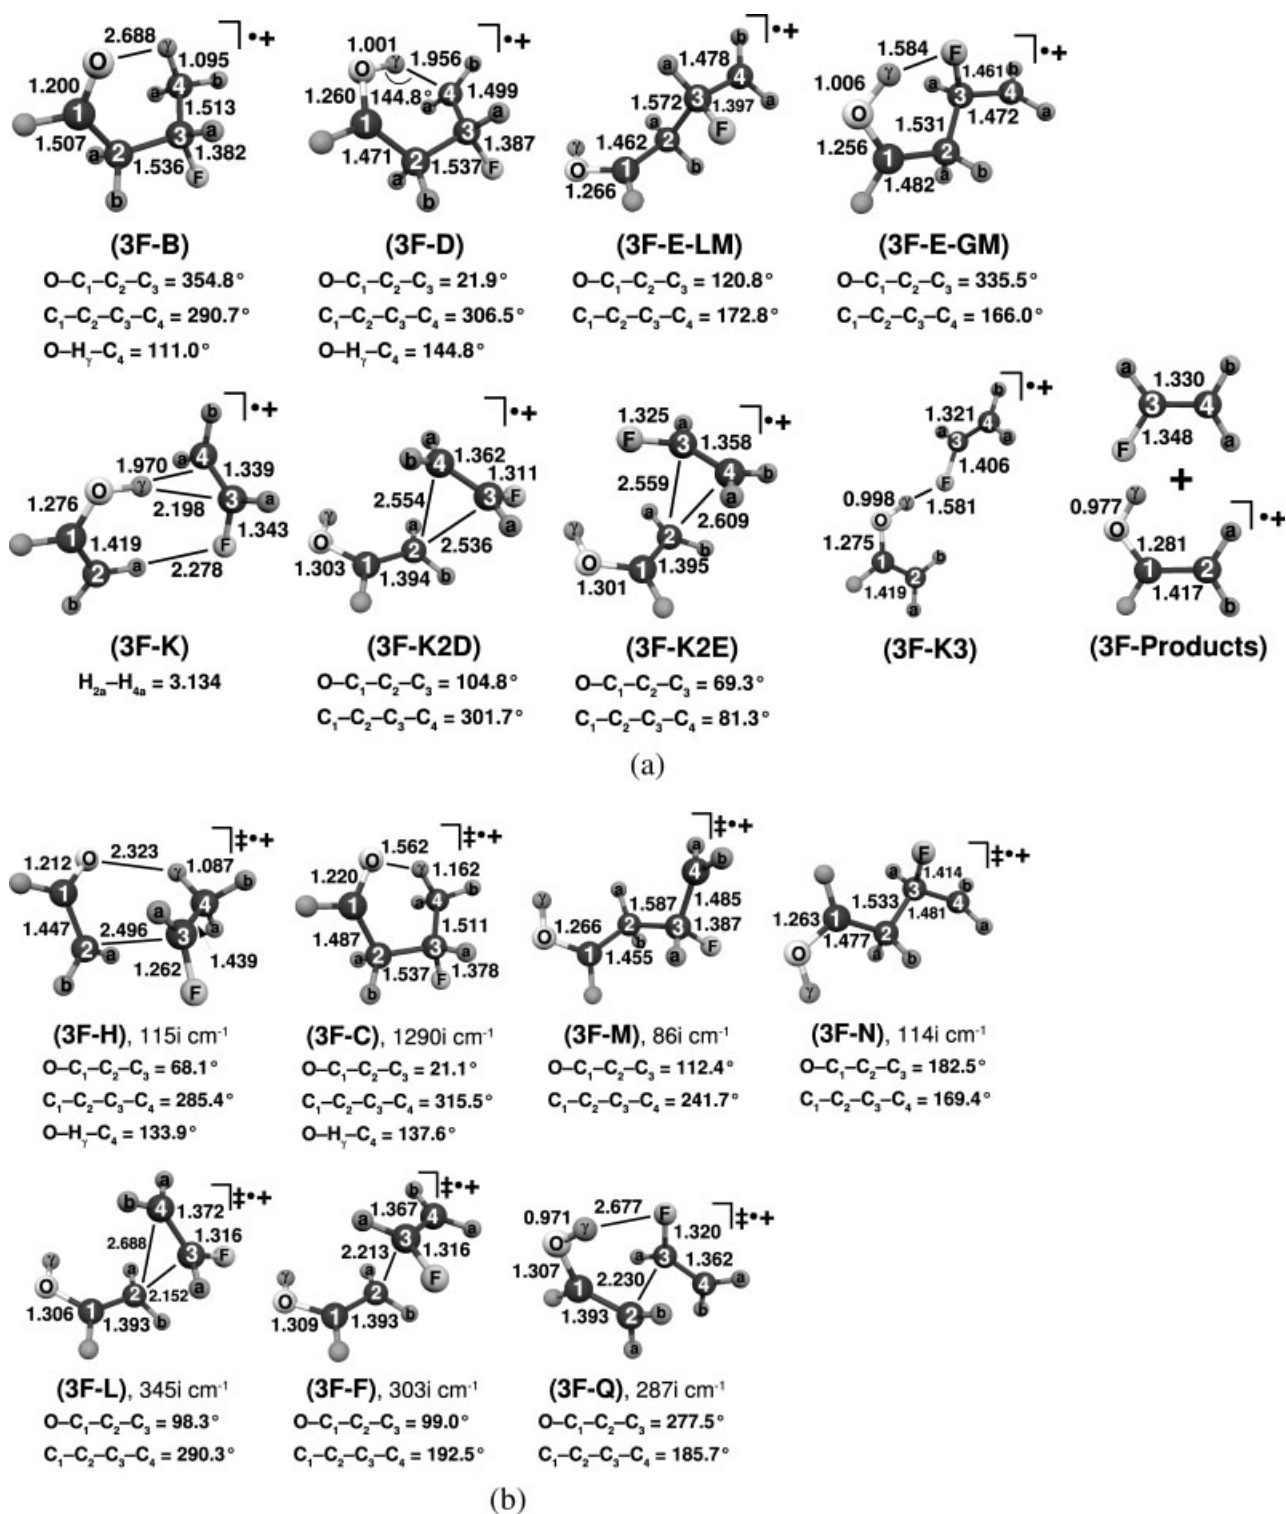 2.688 γ ]•+
O 1.095
1.200 4 b
a
1.513
1 3 a
1.507 2 1.382
a 1.536 F
b
(3F-B)
O–C₁–C₂–C₃ = 354.8°
C₁–C₂–C₃–C₄ = 290.7°
O–Hγ–C₄ = 111.0°
1.001 ]•+
O γ 1.956 b
1.260 144.8° 4 1.499
a a
1 3
1.387
1.471 2 1.537 F
a b
(3F-D)
O–C₁–C₂–C₃ = 21.9°
C₁–C₂–C₃–C₄ = 306.5°
O–Hγ–C₄ = 144.8°
b ]•+
1.478
a 4
1.572 3 1.397 a
1.462 a F
γ 2
O 1 b
1.266
(3F-E-LM)
O–C₁–C₂–C₃ = 120.8°
C₁–C₂–C₃–C₄ = 172.8°
1.584 F ]•+
γ 1.461 b
1.006 a 3 4
O 1.472 a
1.531
1.256 1 2
1.482 a b
(3F-E-GM)
O–C₁–C₂–C₃ = 335.5°
C₁–C₂–C₃–C₄ = 166.0°
b ]•+
1.970 a 4
O γ 1.339
1.276 2.198 3 a
1 1.343
1.419 F
2 a 2.278
b
(3F-K)
H₂ₐ–H₄ₐ = 3.134
]•+
a
b 4 1.362
1.311
2.554 3 F
γ a
O a 2.536
1 2
1.303 1.394 b
(3F-K2D)
O–C₁–C₂–C₃ = 104.8°
C₁–C₂–C₃–C₄ = 301.7°
1.325 a ]•+
F 3 1.358
4 b
2.559 a
γ a 2.609
2
O b
1 1.395
1.301
(3F-K2E)
O–C₁–C₂–C₃ = 69.3°
C₁–C₂–C₃–C₄ = 81.3°
b ]•+
1.321 4
a 3 a
1.406
0.998 γ F
O 1.581
1.275 b
1 2
1.419 a
(3F-K3)
a 1.330 b
3 4
F 1.348 a
+
γ ]•+
0.977
O 1.281 a
1 2
1.417 b
(3F-Products)
(a)
]‡•+
1.212 O 2.323 1.087
γ b
1 a 4
1.447 2.496 3 a
2 a 1.439
b 1.262 F
(3F-H), 115i cm⁻¹
O–C₁–C₂–C₃ = 68.1°
C₁–C₂–C₃–C₄ = 285.4°
O–Hγ–C₄ = 133.9°
1.562 ]‡•+
O γ 1.162
1.220 a 4 b
1 1.511
1.487 3 a
a 2 1.378
1.537 F
b
(3F-C), 1290i cm⁻¹
O–C₁–C₂–C₃ = 21.1°
C₁–C₂–C₃–C₄ = 315.5°
O–Hγ–C₄ = 137.6°
]‡•+
a b
4
γ a 1.587 1.485
1.266 2 3 1.387
O b F
1 1.455 a
(3F-M), 86i cm⁻¹
O–C₁–C₂–C₃ = 112.4°
C₁–C₂–C₃–C₄ = 241.7°
]‡•+
F
1.414
a 3 b
1.533 4
1.263 1 1.481
1.477 2 a
O a b
γ
(3F-N), 114i cm⁻¹
O–C₁–C₂–C₃ = 182.5°
C₁–C₂–C₃–C₄ = 169.4°
a ]‡•+
b 4 1.372
1.316
2.688 3 F
γ a a
O 2 2.152
1 b
1.306 1.393
(3F-L), 345i cm⁻¹
O–C₁–C₂–C₃ = 98.3°
C₁–C₂–C₃–C₄ = 290.3°
b ]‡•+
1.367 4
a 3 a
2.213 1.316
γ a F
O 2
1 b
1.309 1.393
(3F-F), 303i cm⁻¹
O–C₁–C₂–C₃ = 99.0°
C₁–C₂–C₃–C₄ = 192.5°
0.971 2.677 F ]‡•+
γ 1.320
O a 3 1.362
1.307 2.230 4 a
1 b
1.393 2 b
a
(3F-Q), 287i cm⁻¹
O–C₁–C₂–C₃ = 277.5°
C₁–C₂–C₃–C₄ = 185.7°
(b)